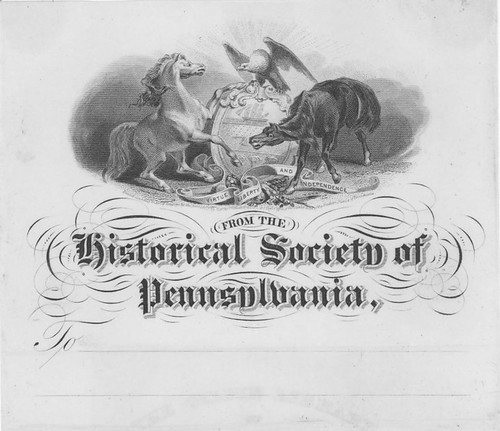 VIRTUE LIBERTY AND INDEPENDENCE
FROM THE
Historical Society of
Pennsylvania,
To